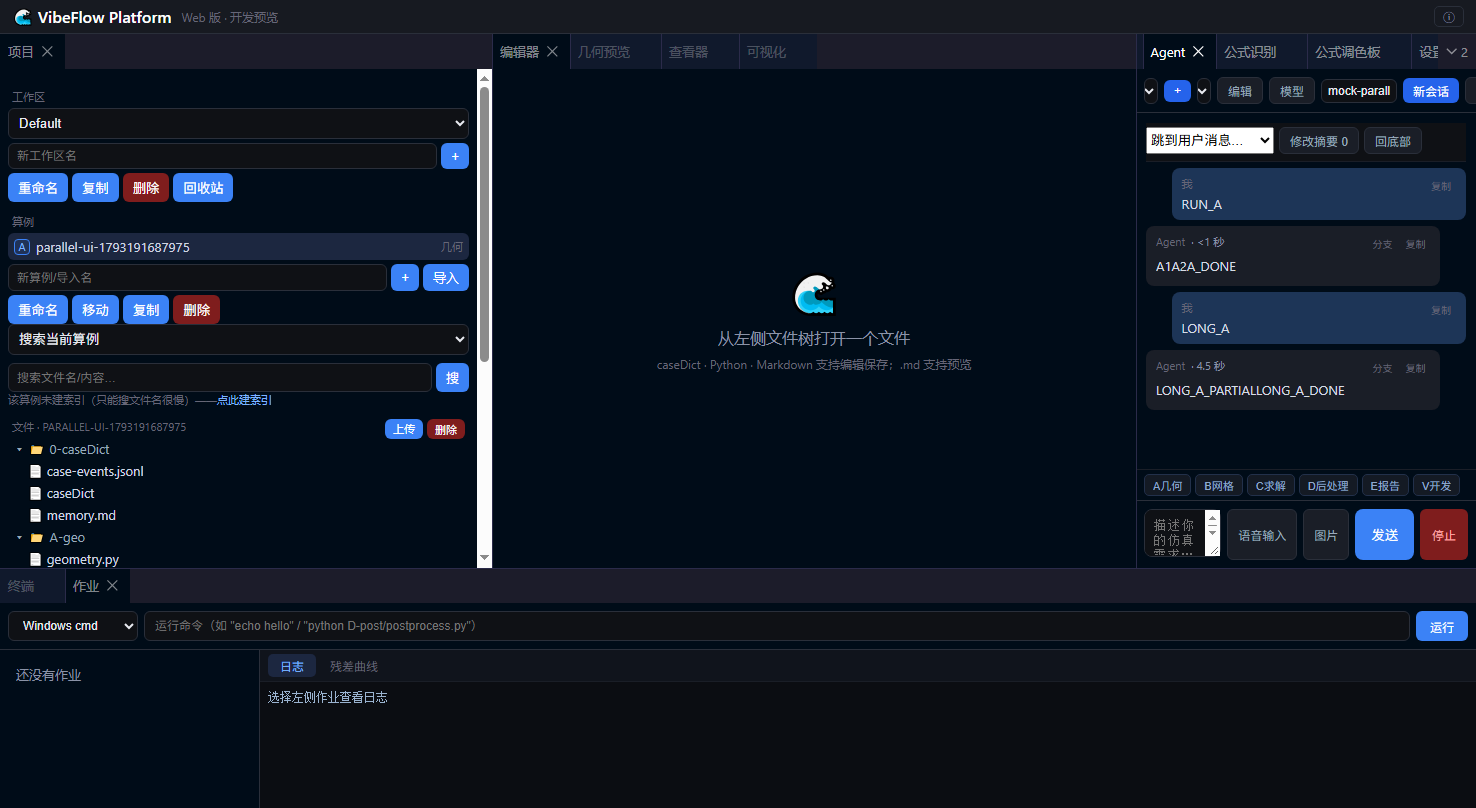 VibeFlow Platform Web 版 · 开发预览
项目
工作区
Default
新工作区名
+
重命名 复制 删除 回收站
算例
A parallel-ui-1793191687975 几何
新算例/导入名
+ 导入
重命名 移动 复制 删除
搜索当前算例
搜索文件名/内容...
搜
该算例未建索引（只能搜文件名很慢）——点此建索引
文件 · PARALLEL-UI-1793191687975 上传 删除
0-caseDict
case-events.jsonl
caseDict
memory.md
A-geo
geometry.py
编辑器 几何预览 查看器 可视化
从左侧文件树打开一个文件
caseDict · Python · Markdown 支持编辑保存；.md 支持预览
Agent 公式识别 公式调色板 设置 2
+ 编辑 模型 mock-parall 新会话
跳到用户消息... 修改摘要 0 回底部
我 复制
RUN_A
Agent · <1 秒 分支 复制
A1A2A_DONE
我 复制
LONG_A
Agent · 4.5 秒 分支 复制
LONG_A_PARTIALLONG_A_DONE
A几何 B网格 C求解 D后处理 E报告 V开发
描述你
的仿真
需求…
语音输入 图片 发送 停止
终端 作业
Windows cmd 运行命令（如 "echo hello" / "python D-post/postprocess.py"） 运行
还没有作业
日志 残差曲线
选择左侧作业查看日志